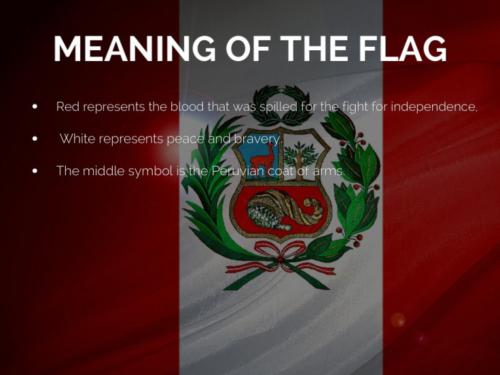 MEANING OF THE FLAG
• Red represents the blood that was spilled for the fight for independence.
• White represents peace and bravery.
• The middle symbol is the Peruvian coat of arms.